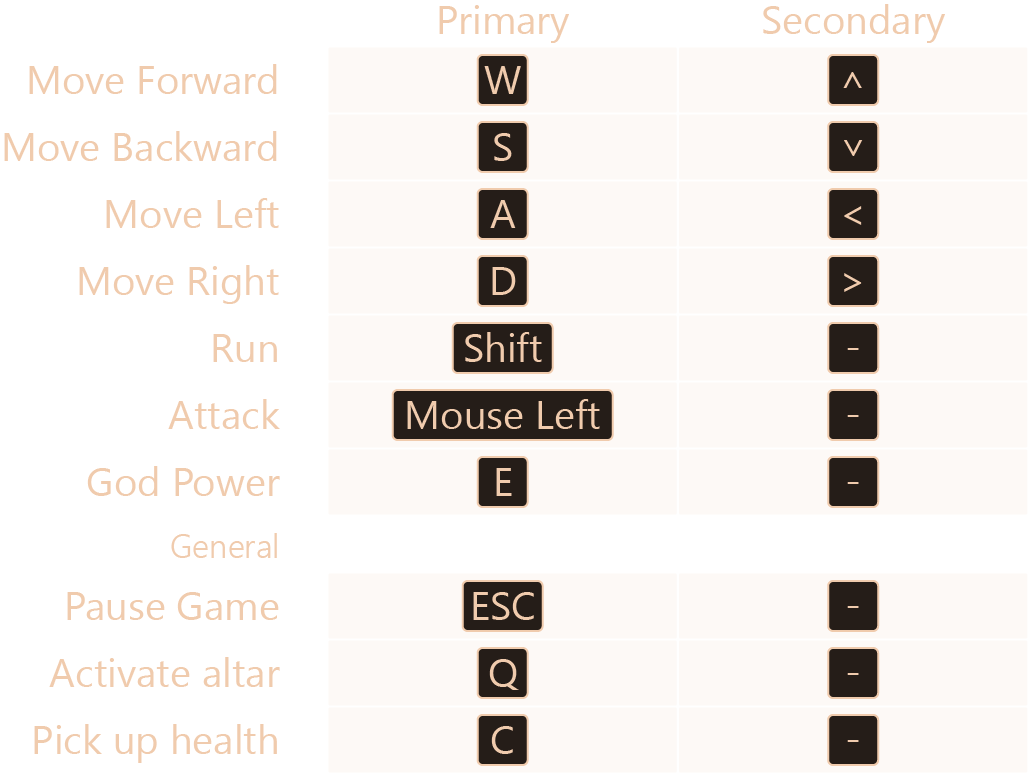 Primary Secondary
Move Forward W ^
Move Backward S v
Move Left A <
Move Right D >
Run Shift -
Attack Mouse Left -
God Power E -
General
Pause Game ESC -
Activate altar Q -
Pick up health C -